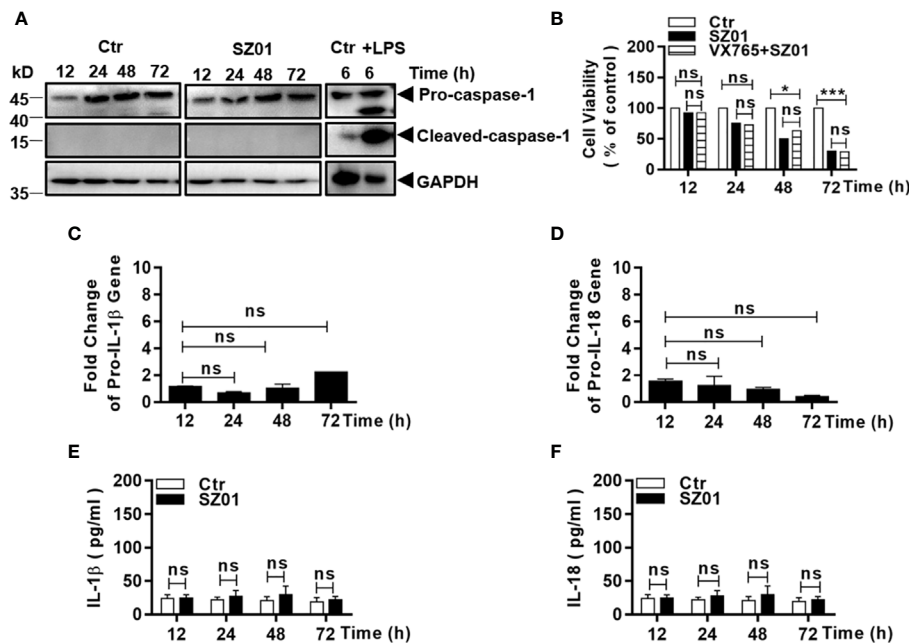 A
Ctr SZ01 Ctr +LPS
kD 12 24 48 72 12 24 48 72 6 6 Time (h)
45 Pro-caspase-1
40
15 Cleaved-caspase-1
35 GAPDH
B
Ctr
SZ01
VX765+SZ01
Cell Viability
( % of control )
200
150
100
50
0
ns ns * ***
ns ns ns ns
12 24 48 72 Time (h)
C
Fold Change
of Pro-IL-1β Gene
10
8
6
4
2
0
ns
ns
ns
12 24 48 72 Time (h)
D
Fold Change
of Pro-IL-18 Gene
10
8
6
4
2
0
ns
ns
ns
12 24 48 72 Time (h)
E
Ctr
SZ01
IL-1β ( pg/ml )
200
150
100
50
0
ns ns ns ns
12 24 48 72 Time (h)
F
Ctr
SZ01
IL-18 ( pg/ml )
200
150
100
50
0
ns ns ns ns
12 24 48 72 Time (h)